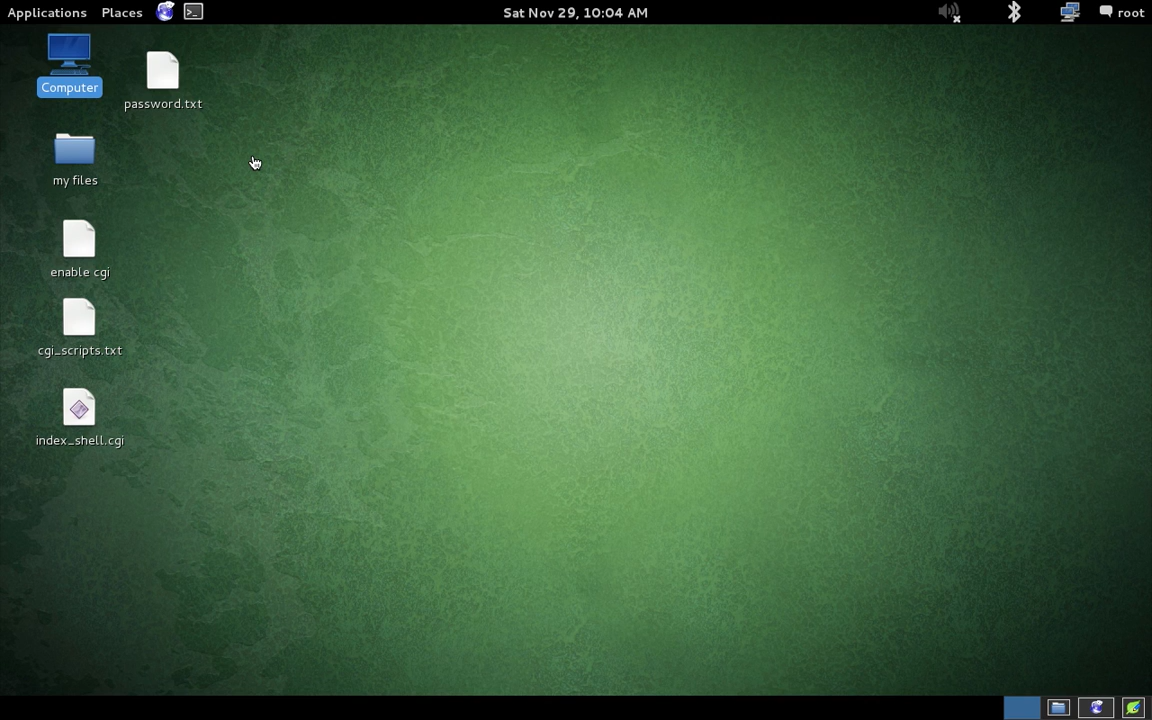 Applications Places Sat Nov 29, 10:04 AM root
Computer
password.txt
my files
enable cgi
cgi_scripts.txt
index_shell.cgi